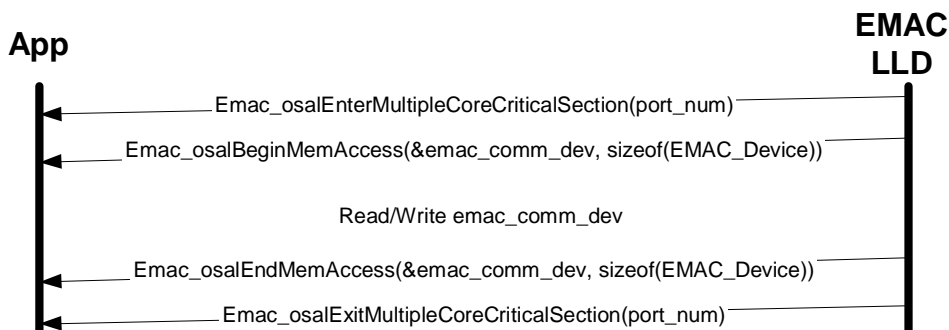 App
EMAC
LLD
Emac_osalEnterMultipleCoreCriticalSection(port_num)
Emac_osalBeginMemAccess(&emac_comm_dev, sizeof(EMAC_Device))
Read/Write emac_comm_dev
Emac_osalEndMemAccess(&emac_comm_dev, sizeof(EMAC_Device))
Emac_osalExitMultipleCoreCriticalSection(port_num)